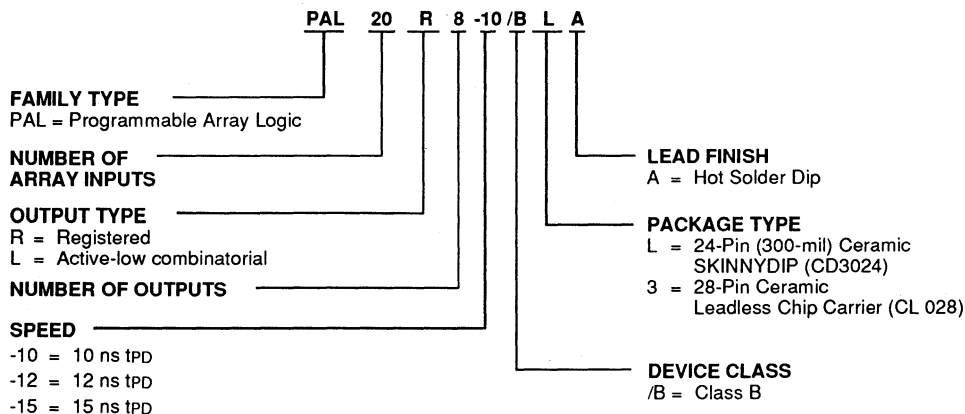 PAL 20 R 8 -10 /B L A
FAMILY TYPE
PAL = Programmable Array Logic
NUMBER OF
ARRAY INPUTS
OUTPUT TYPE
R = Registered
L = Active-low combinatorial
NUMBER OF OUTPUTS
SPEED
-10 = 10 ns tPD
-12 = 12 ns tPD
-15 = 15 ns tPD
LEAD FINISH
A = Hot Solder Dip
PACKAGE TYPE
L = 24-Pin (300-mil) Ceramic
SKINNYDIP (CD3024)
3 = 28-Pin Ceramic
Leadless Chip Carrier (CL 028)
DEVICE CLASS
/B = Class B